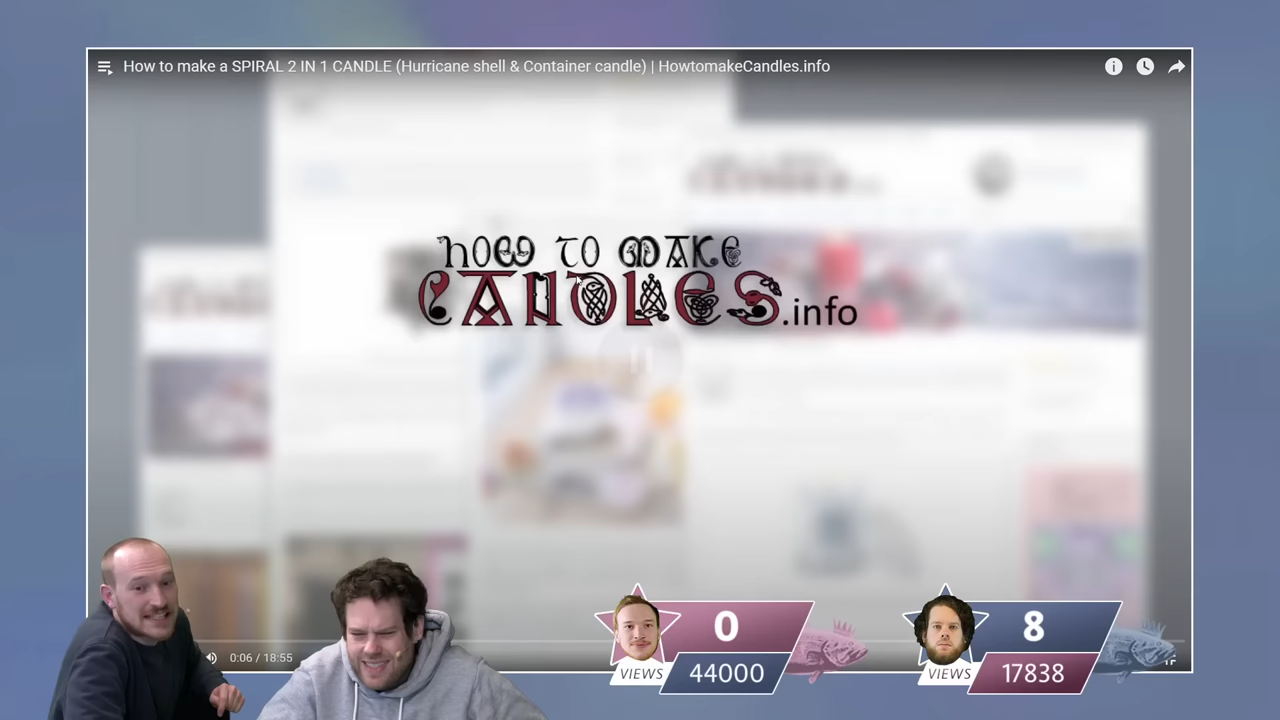 How to make a SPIRAL 2 IN 1 CANDLE (Hurricane shell & Container candle) | HowtomakeCandles.info
HOW TO MAKE
CANDLES.info
0:06 / 18:55
0
VIEWS 44000
8
VIEWS 17838